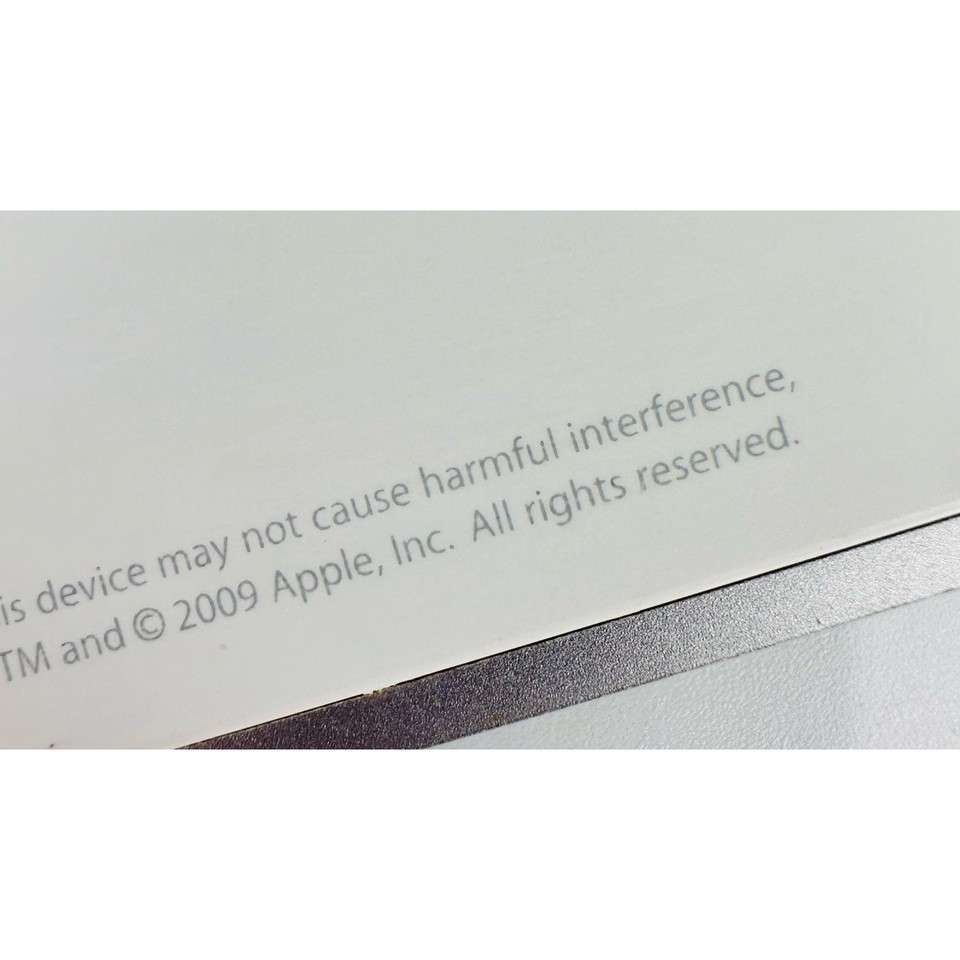 is device may not cause harmful interference,
TM and © 2009 Apple, Inc. All rights reserved.